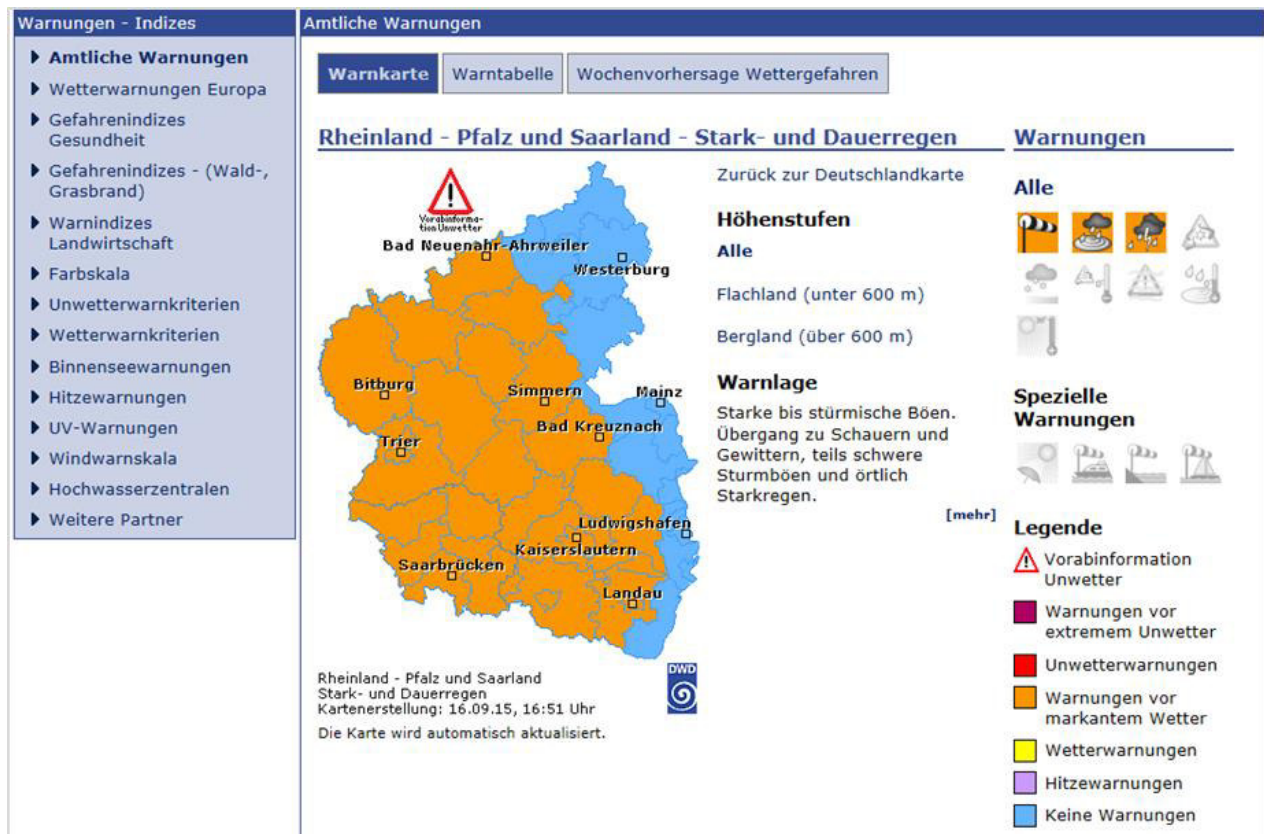 Warnungen - Indizes
Amtliche Warnungen
Wetterwarnungen Europa
Gefahrenindizes
Gesundheit
Gefahrenindizes - (Wald-,
Grasbrand)
Warnindizes
Landwirtschaft
Farbskala
Unwetterwarnkriterien
Wetterwarnkriterien
Binnenseewarnungen
Hitzewarnungen
UV-Warnungen
Windwarnskala
Hochwasserzentralen
Weitere Partner
Amtliche Warnungen
Warnkarte
Warntabelle
Wochenvorhersage Wettergefahren
Rheinland - Pfalz und Saarland - Stark- und Dauerregen
Vorabinforma-
tion Unwetter
Bad Neuenahr-Ahrweiler
Westerburg
Bitburg
Simmern
Mainz
Bad Kreuznach
Trier
Ludwigshafen
Kaiserslautern
Saarbrücken
Landau
Rheinland - Pfalz und Saarland
Stark- und Dauerregen
Kartenerstellung: 16.09.15, 16:51 Uhr
DWD
Die Karte wird automatisch aktualisiert.
Zurück zur Deutschlandkarte
Höhenstufen
Alle
Flachland (unter 600 m)
Bergland (über 600 m)
Warnlage
Starke bis stürmische Böen.
Übergang zu Schauern und
Gewittern, teils schwere
Sturmböen und örtlich
Starkregen.
[mehr]
Warnungen
Alle
Spezielle
Warnungen
Legende
Vorabinformation
Unwetter
Warnungen vor
extremem Unwetter
Unwetterwarnungen
Warnungen vor
markantem Wetter
Wetterwarnungen
Hitzewarnungen
Keine Warnungen